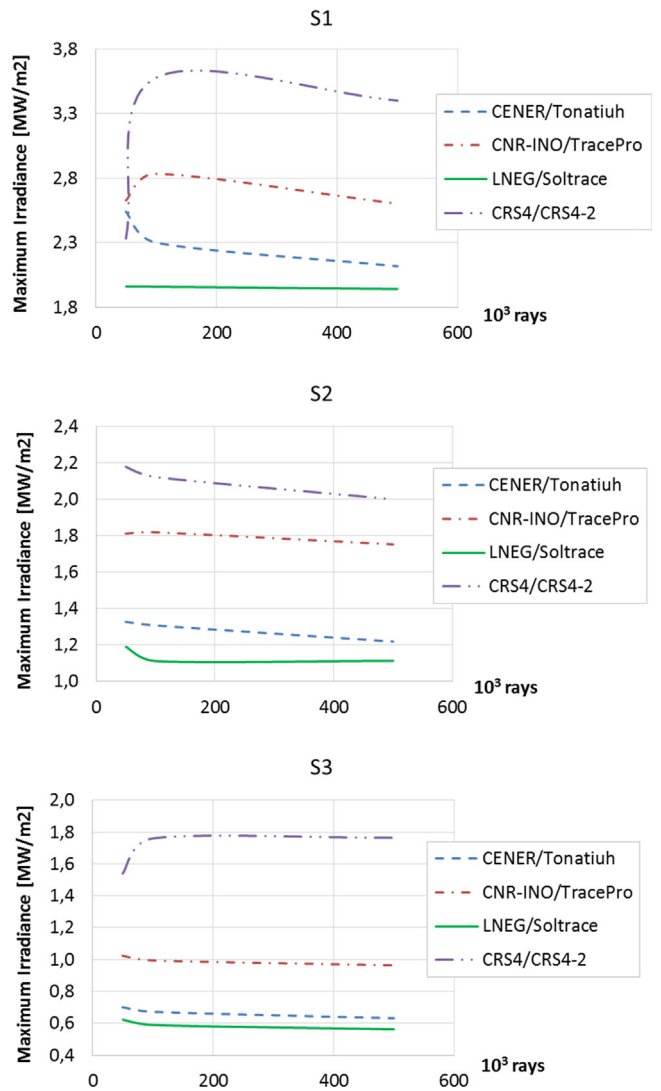 S1
Maximum Irradiance [MW/m2]
3,8
3,3
2,8
2,3
1,8
0
200
400
600
10³ rays
CENER/Tonatiuh
CNR-INO/TracePro
LNEG/Soltrace
CRS4/CRS4-2
S2
Maximum Irradiance [MW/m2]
2,4
2,2
2,0
1,8
1,6
1,4
1,2
1,0
0
200
400
600
10³ rays
CENER/Tonatiuh
CNR-INO/TracePro
LNEG/Soltrace
CRS4/CRS4-2
S3
Maximum Irradiance [MW/m2]
2,0
1,8
1,6
1,4
1,2
1,0
0,8
0,6
0,4
0
200
400
600
10³ rays
CENER/Tonatiuh
CNR-INO/TracePro
LNEG/Soltrace
CRS4/CRS4-2